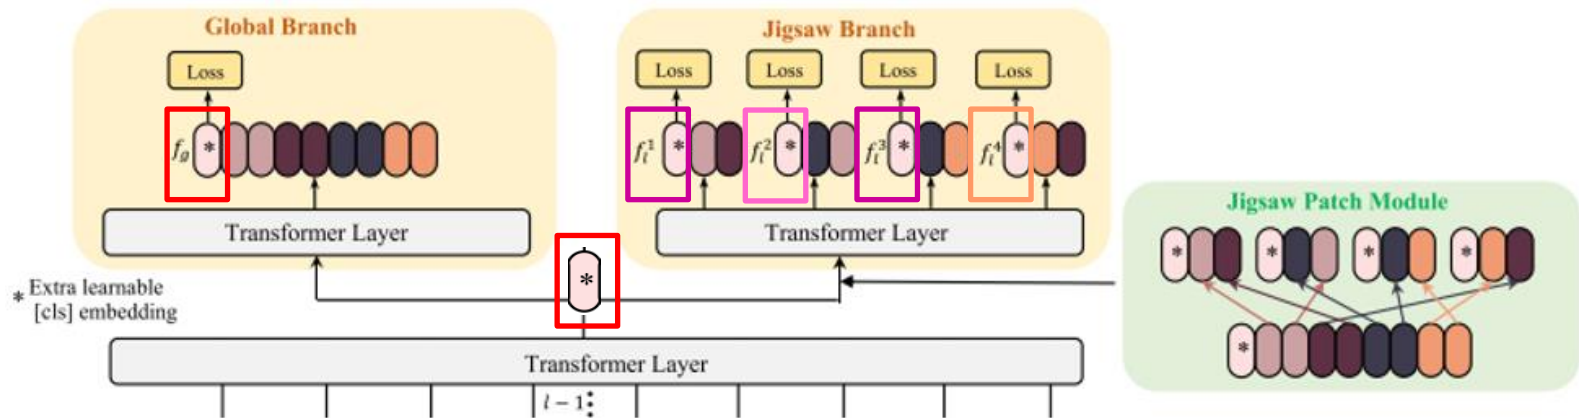 Global Branch
Jigsaw Branch
Loss
Loss
Loss
Loss
Loss
f_g
*
f_l^1
*
f_l^2
*
f_l^3
*
f_l^4
*
Transformer Layer
Transformer Layer
Jigsaw Patch Module
*
*
*
*
*
*
* Extra learnable
[cls] embedding
Transformer Layer
l − 1